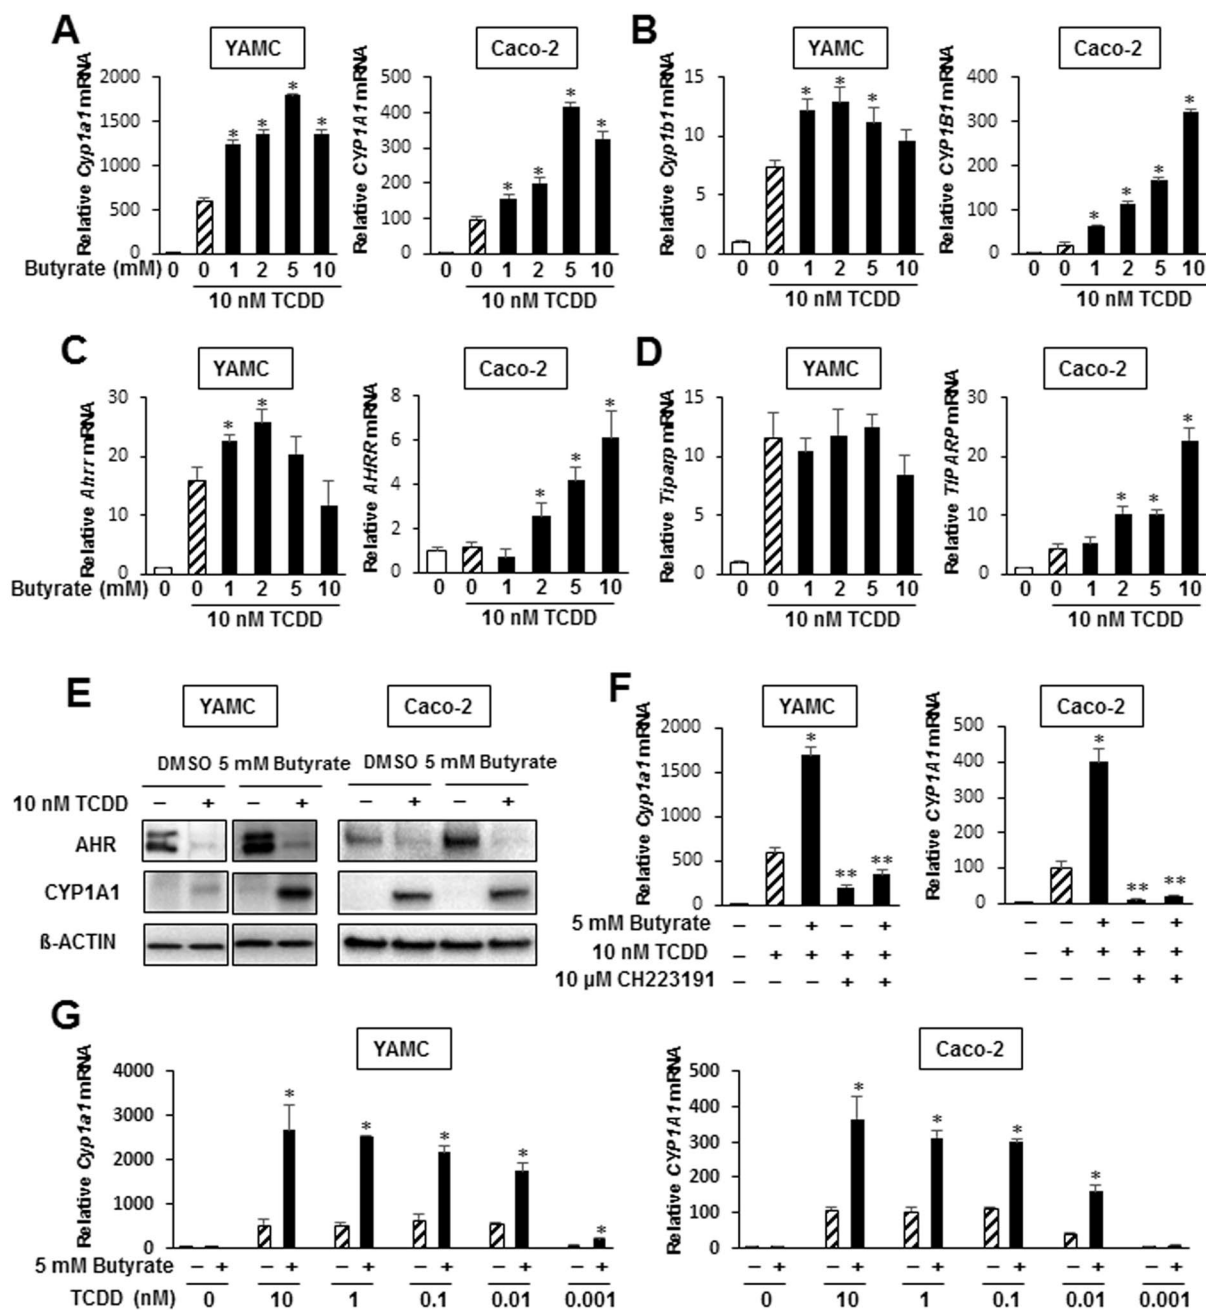 A
YAMC
Caco-2
Relative Cyp1a1 mRNA
2000
1500
1000
500
0
* * * *
Relative CYP1A1 mRNA
500
400
300
200
100
0
* * * *
Butyrate (mM) 0 0 1 2 5 10
10 nM TCDD
0 0 1 2 5 10
10 nM TCDD
B
YAMC
Caco-2
Relative Cyp1b1 mRNA
15
10
5
0
* * *
Relative CYP1B1 mRNA
400
300
200
100
0
* * * *
0 0 1 2 5 10
10 nM TCDD
0 0 1 2 5 10
10 nM TCDD
C
YAMC
Caco-2
Relative Ahrr mRNA
30
20
10
0
* *
Relative AHRR mRNA
8
6
4
2
0
* * *
Butyrate (mM) 0 0 1 2 5 10
10 nM TCDD
0 0 1 2 5 10
10 nM TCDD
D
YAMC
Caco-2
Relative Tiparp mRNA
15
10
5
0
Relative TiPARP mRNA
30
20
10
0
* * *
0 0 1 2 5 10
10 nM TCDD
0 0 1 2 5 10
10 nM TCDD
E
YAMC
Caco-2
DMSO 5 mM Butyrate DMSO 5 mM Butyrate
10 nM TCDD − + − + − + − +
AHR
CYP1A1
ß-ACTIN
F
YAMC
Caco-2
Relative Cyp1a1 mRNA
2000
1500
1000
500
0
* ** **
Relative CYP1A1 mRNA
500
400
300
200
100
0
* ** **
5 mM Butyrate − − + − + − − + − +
10 nM TCDD − + + + + − + + + +
10 µM CH223191 − − − + + − − − + +
G
YAMC
Caco-2
Relative Cyp1a1 mRNA
4000
3000
2000
1000
0
* * * * *
Relative CYP1A1 mRNA
500
400
300
200
100
0
* * * *
5 mM Butyrate − + − + − + − + − + − + − + − + − + − + − + − +
TCDD (nM) 0 10 1 0.1 0.01 0.001 0 10 1 0.1 0.01 0.001